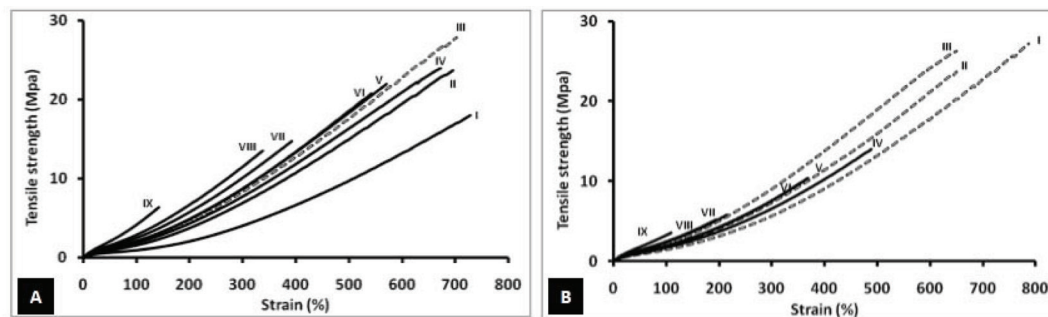 Tensile strength (Mpa)
30
20
10
0
0 100 200 300 400 500 600 700 800
Strain (%)
I
II
III
IV
V
VI
VII
VIII
IX
A
Tensile strength (Mpa)
30
20
10
0
0 100 200 300 400 500 600 700 800
Strain (%)
I
II
III
IV
V
VI
VII
VIII
IX
B